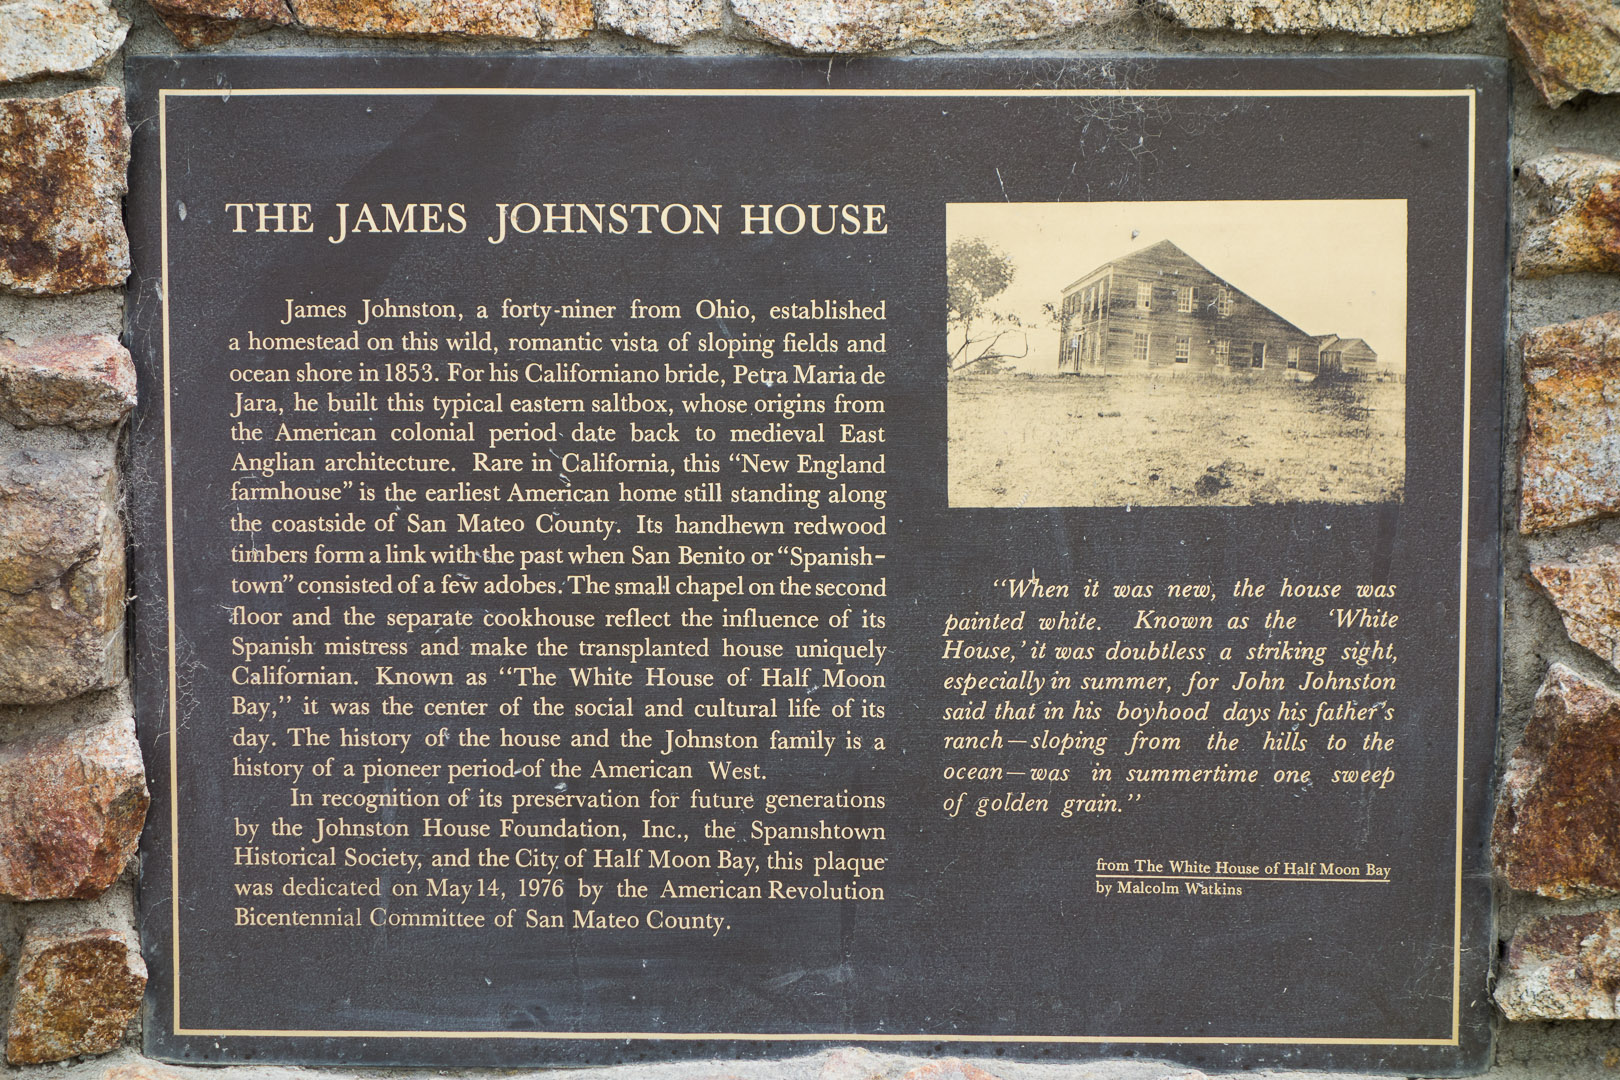 THE JAMES JOHNSTON HOUSE
James Johnston, a forty-niner from Ohio, established
a homestead on this wild, romantic vista of sloping fields and
ocean shore in 1853. For his Californiano bride, Petra Maria de
Jara, he built this typical eastern saltbox, whose origins from
the American colonial period date back to medieval East
Anglian architecture. Rare in California, this “New England
farmhouse” is the earliest American home still standing along
the coastside of San Mateo County. Its handhewn redwood
timbers form a link with the past when San Benito or “Spanish-
town” consisted of a few adobes. The small chapel on the second
floor and the separate cookhouse reflect the influence of its
Spanish mistress and make the transplanted house uniquely
Californian. Known as “The White House of Half Moon
Bay,” it was the center of the social and cultural life of its
day. The history of the house and the Johnston family is a
history of a pioneer period of the American West.
In recognition of its preservation for future generations
by the Johnston House Foundation, Inc., the Spanishtown
Historical Society, and the City of Half Moon Bay, this plaque
was dedicated on May 14, 1976 by the American Revolution
Bicentennial Committee of San Mateo County.
“When it was new, the house was
painted white. Known as the ‘White
House,’ it was doubtless a striking sight,
especially in summer, for John Johnston
said that in his boyhood days his father’s
ranch—sloping from the hills to the
ocean—was in summertime one sweep
of golden grain.”
from The White House of Half Moon Bay
by Malcolm Watkins